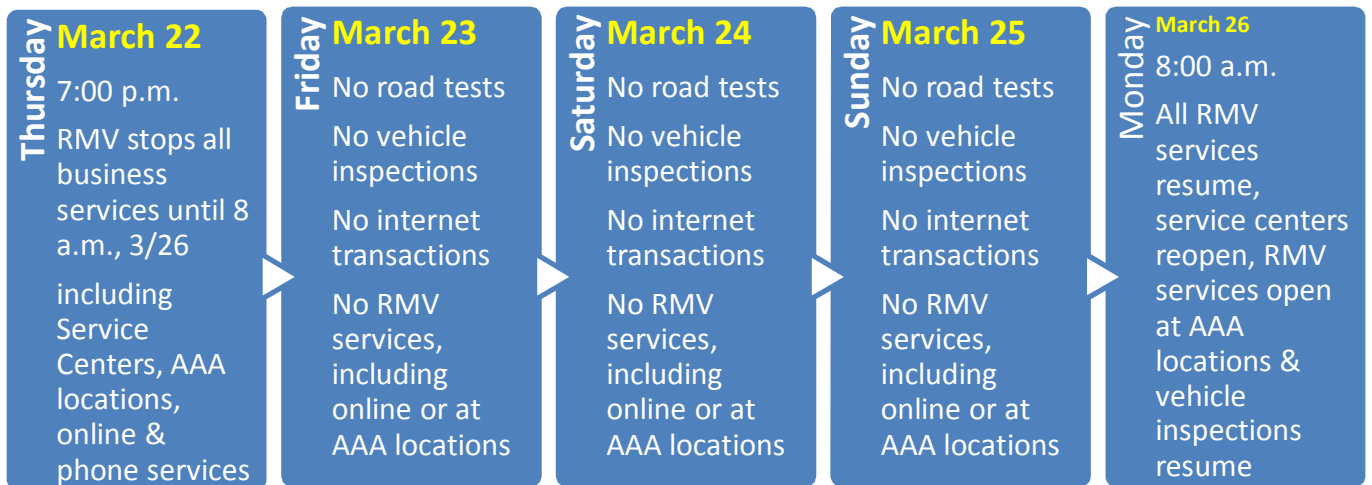 Thursday
March 22
7:00 p.m.
RMV stops all
business
services until 8
a.m., 3/26
including
Service
Centers, AAA
locations,
online &
phone services
Friday
March 23
No road tests
No vehicle
inspections
No internet
transactions
No RMV
services,
including
online or at
AAA locations
Saturday
March 24
No road tests
No vehicle
inspections
No internet
transactions
No RMV
services,
including
online or at
AAA locations
Sunday
March 25
No road tests
No vehicle
inspections
No internet
transactions
No RMV
services,
including
online or at
AAA locations
Monday
March 26
8:00 a.m.
All RMV
services
resume,
service centers
reopen, RMV
services open
at AAA
locations &
vehicle
inspections
resume